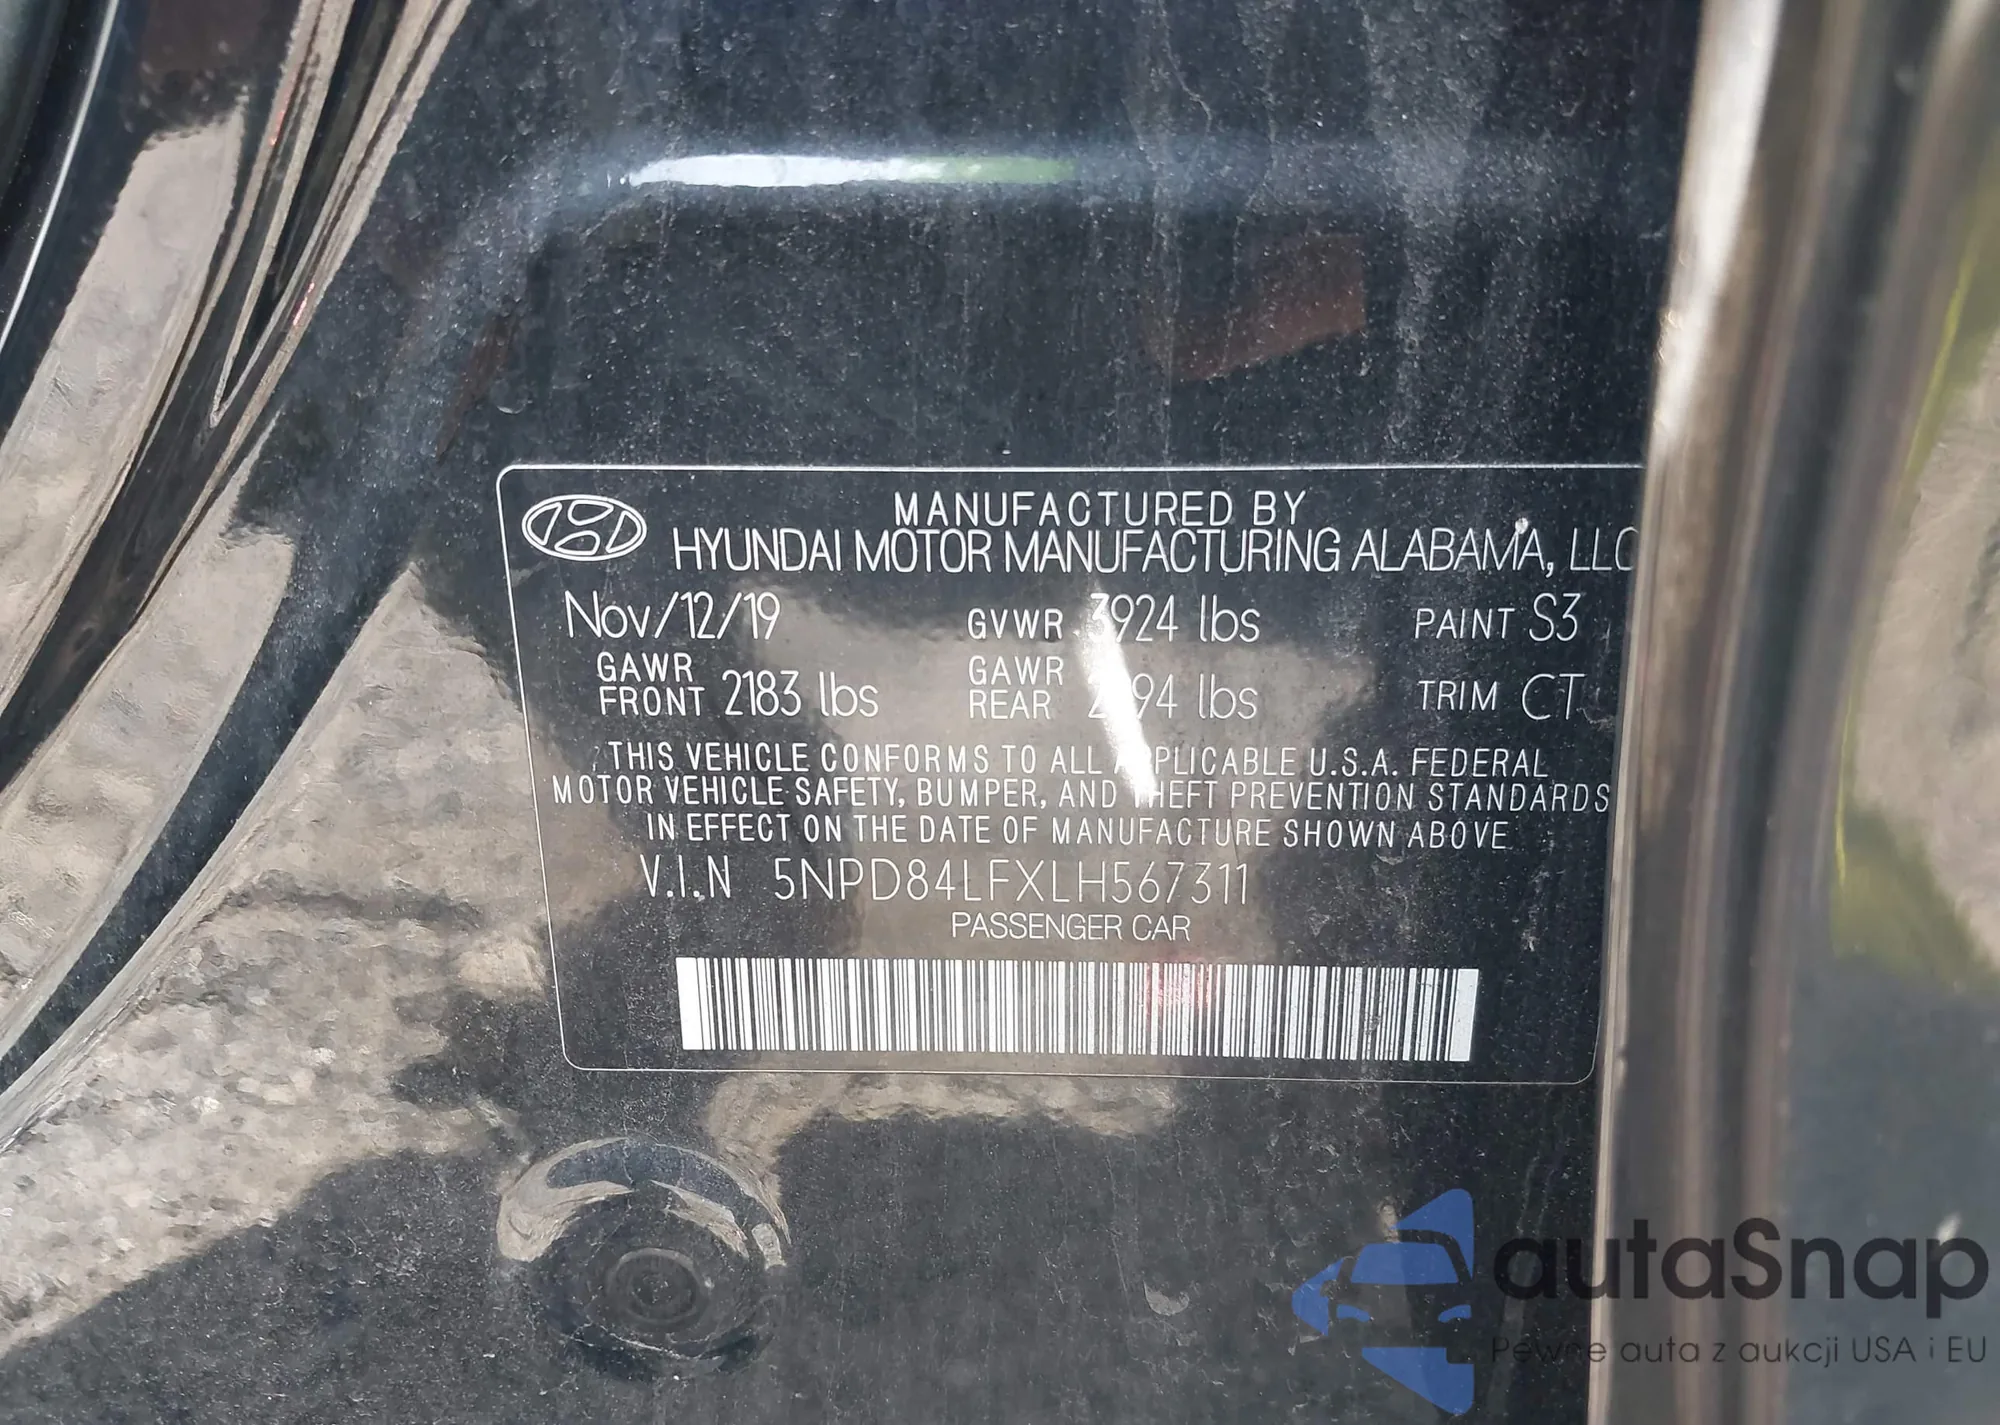 MANUFACTURED BY
HYUNDAI MOTOR MANUFACTURING ALABAMA, LLC
Nov/12/19 GVWR 3924 lbs PAINT S3
GAWR FRONT 2183 lbs GAWR REAR lbs TRIM CT
THIS VEHICLE CONFORMS TO ALL APPLICABLE U.S.A. FEDERAL
MOTOR VEHICLE SAFETY, BUMPER, AND THEFT PREVENTION STANDARDS
IN EFFECT ON THE DATE OF MANUFACTURE SHOWN ABOVE
V.I.N 5NPD84LFXLH567311
PASSENGER CAR
autaSnap
Pewne auta z aukcji USA i EU